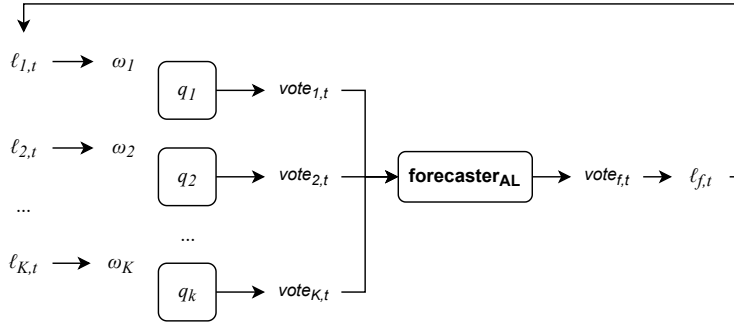 ℓ1,t ω1 q1 vote1,t
ℓ2,t ω2 q2 vote2,t forecasterAL votef,t ℓf,t
... ...
ℓK,t ωK qk voteK,t